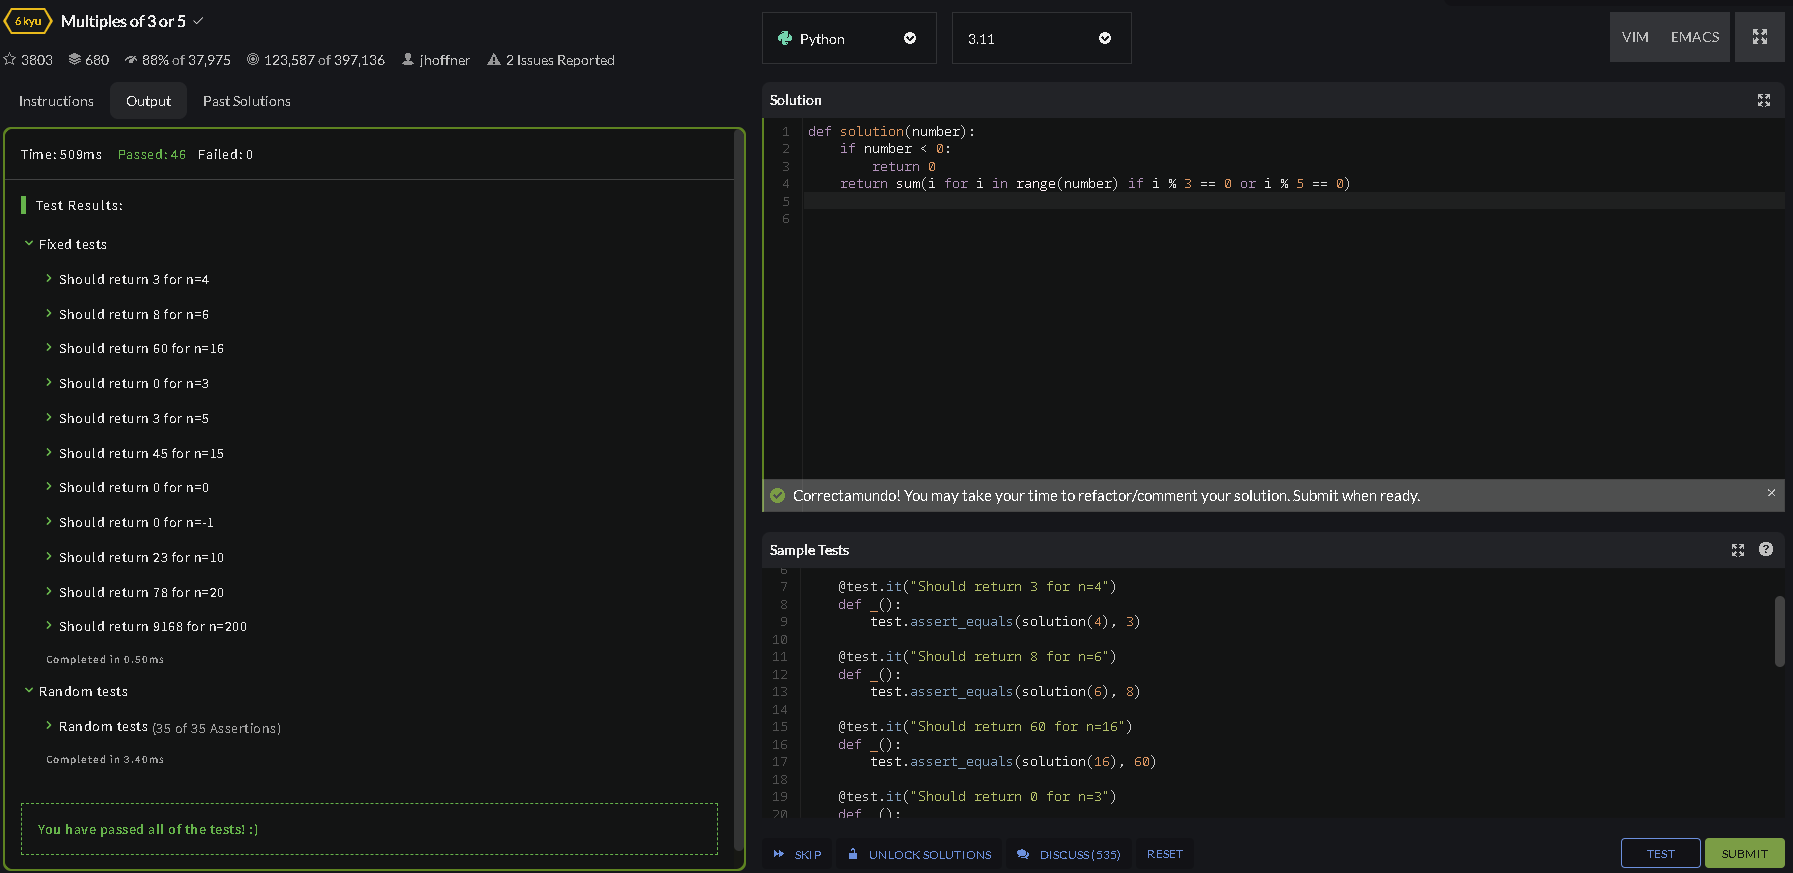 6 kyu Multiples of 3 or 5
3803 680 88% of 37,975 123,587 of 397,136 jhoffner 2 Issues Reported
Instructions Output Past Solutions
Time: 509ms Passed: 46 Failed: 0
Test Results:
Fixed tests
Should return 3 for n=4
Should return 8 for n=6
Should return 60 for n=16
Should return 0 for n=3
Should return 3 for n=5
Should return 45 for n=15
Should return 0 for n=0
Should return 0 for n=-1
Should return 23 for n=10
Should return 78 for n=20
Should return 9168 for n=200
Completed in 0.50ms
Random tests
Random tests (35 of 35 Assertions)
Completed in 3.40ms
You have passed all of the tests! :)
Python 3.11 VIM EMACS
Solution
1 def solution(number):
2 if number < 0:
3 return 0
4 return sum(i for i in range(number) if i % 3 == 0 or i % 5 == 0)
5
6
Correctamundo! You may take your time to refactor/comment your solution. Submit when ready.
Sample Tests
6
7 @test.it("Should return 3 for n=4")
8 def _():
9 test.assert_equals(solution(4), 3)
10
11 @test.it("Should return 8 for n=6")
12 def _():
13 test.assert_equals(solution(6), 8)
14
15 @test.it("Should return 60 for n=16")
16 def _():
17 test.assert_equals(solution(16), 60)
18
19 @test.it("Should return 0 for n=3")
20 def _():
SKIP UNLOCK SOLUTIONS DISCUSS (535) RESET TEST SUBMIT